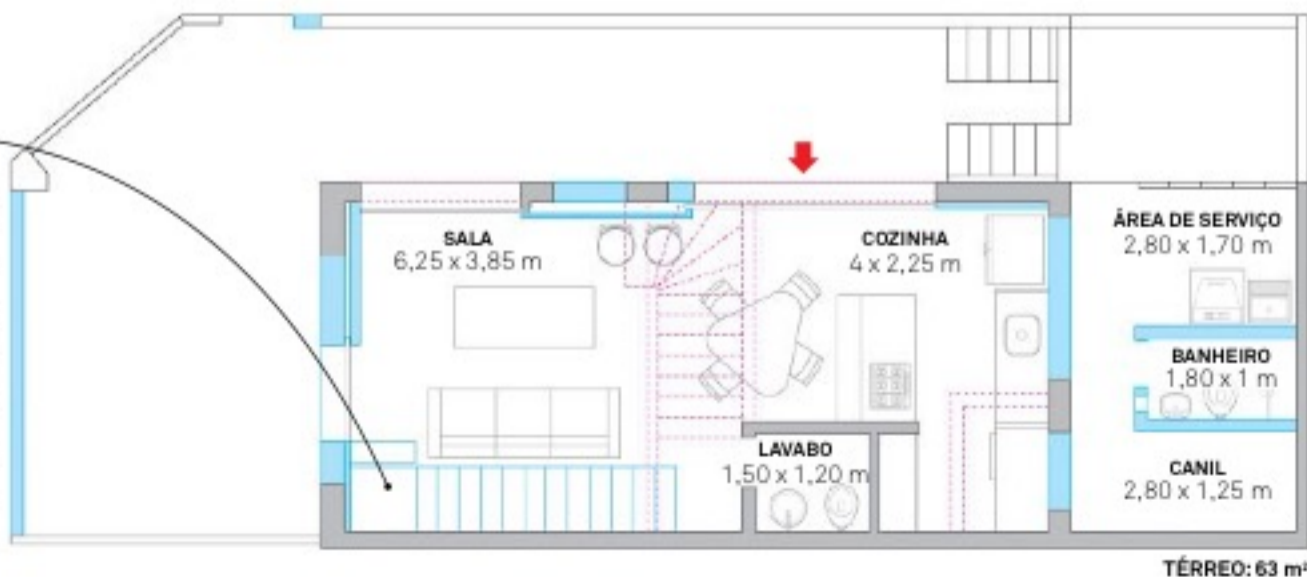 SALA
6,25 x 3,85 m
COZINHA
4 x 2,25 m
ÁREA DE SERVIÇO
2,80 x 1,70 m
BANHEIRO
1,80 x 1 m
LAVABO
1,50 x 1,20 m
CANIL
2,80 x 1,25 m
TÉRREO: 63 m²